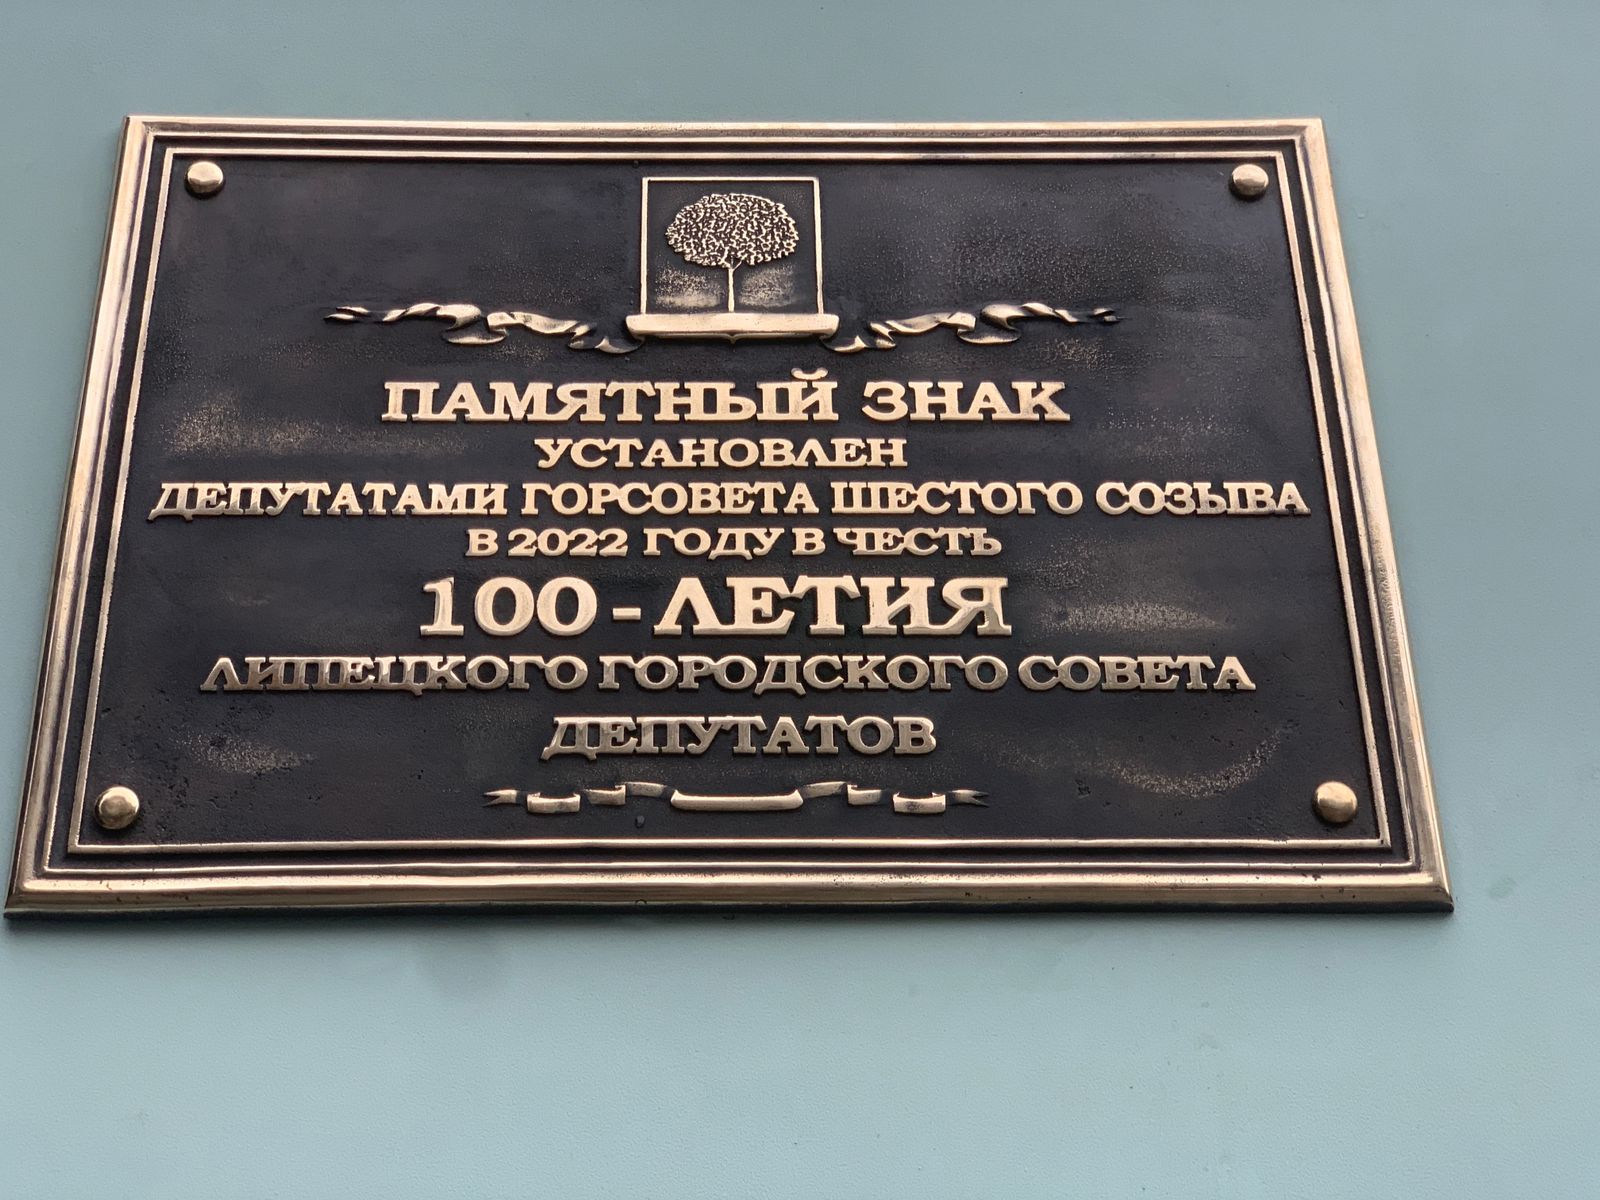 ПАМЯТНЫЙ ЗНАК
УСТАНОВЛЕН
ДЕПУТАТАМИ ГОРСОВЕТА ШЕСТОГО СОЗЫВА
В 2022 ГОДУ В ЧЕСТЬ
100-ЛЕТИЯ
ЛИПЕЦКОГО ГОРОДСКОГО СОВЕТА
ДЕПУТАТОВ